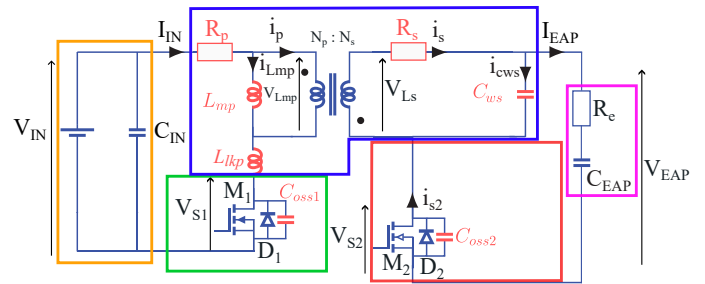 I_IN
R_p
i_p
N_p : N_s
R_s
i_s
I_EAP
i_Lmp
i_cws
V_Lmp
V_Ls
L_mp
C_ws
R_e
V_IN
C_IN
L_lkp
V_EAP
C_EAP
M_1
C_oss1
i_s2
V_S1
V_S2
C_oss2
D_1
M_2
D_2